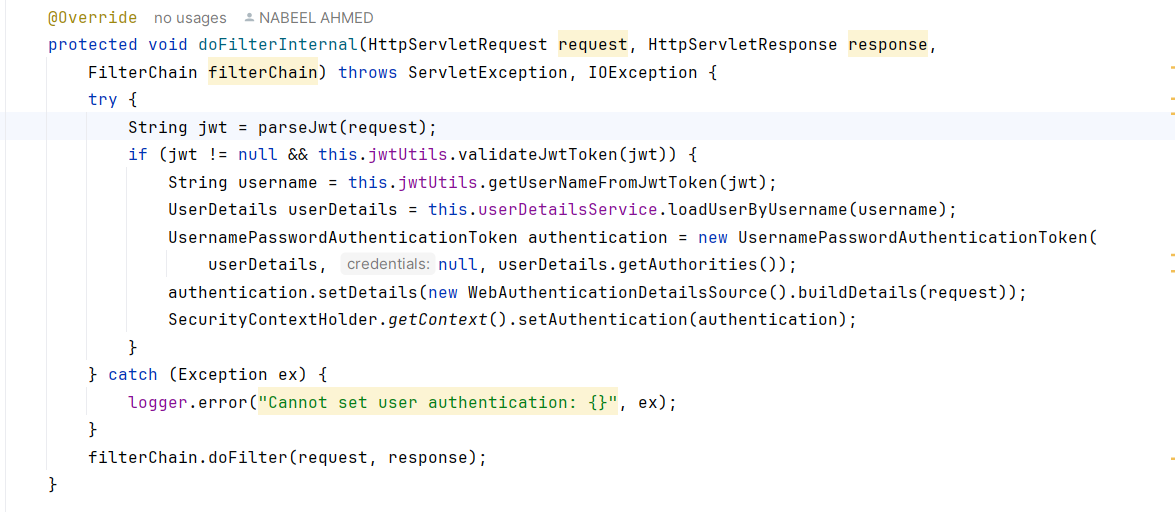 @Override no usages NABEEL AHMED
protected void doFilterInternal(HttpServletRequest request, HttpServletResponse response,
FilterChain filterChain) throws ServletException, IOException {
try {
String jwt = parseJwt(request);
if (jwt != null && this.jwtUtils.validateJwtToken(jwt)) {
String username = this.jwtUtils.getUserNameFromJwtToken(jwt);
UserDetails userDetails = this.userDetailsService.loadUserByUsername(username);
UsernamePasswordAuthenticationToken authentication = new UsernamePasswordAuthenticationToken(
userDetails, credentials: null, userDetails.getAuthorities());
authentication.setDetails(new WebAuthenticationDetailsSource().buildDetails(request));
SecurityContextHolder.getContext().setAuthentication(authentication);
}
} catch (Exception ex) {
logger.error("Cannot set user authentication: {}", ex);
}
filterChain.doFilter(request, response);
}